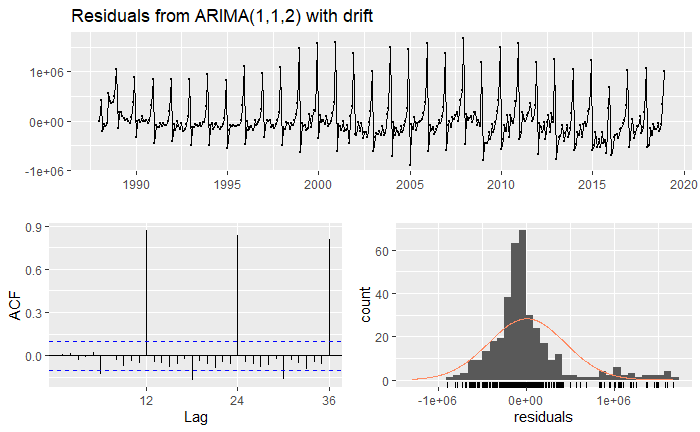 Residuals from ARIMA(1,1,2) with drift
1e+06
0e+00
-1e+06
1990 1995 2000 2005 2010 2015 2020
0.9
0.6
0.3
0.0
ACF
12 24 36
Lag
60
40
20
0
count
-1e+06 0e+00 1e+06
residuals